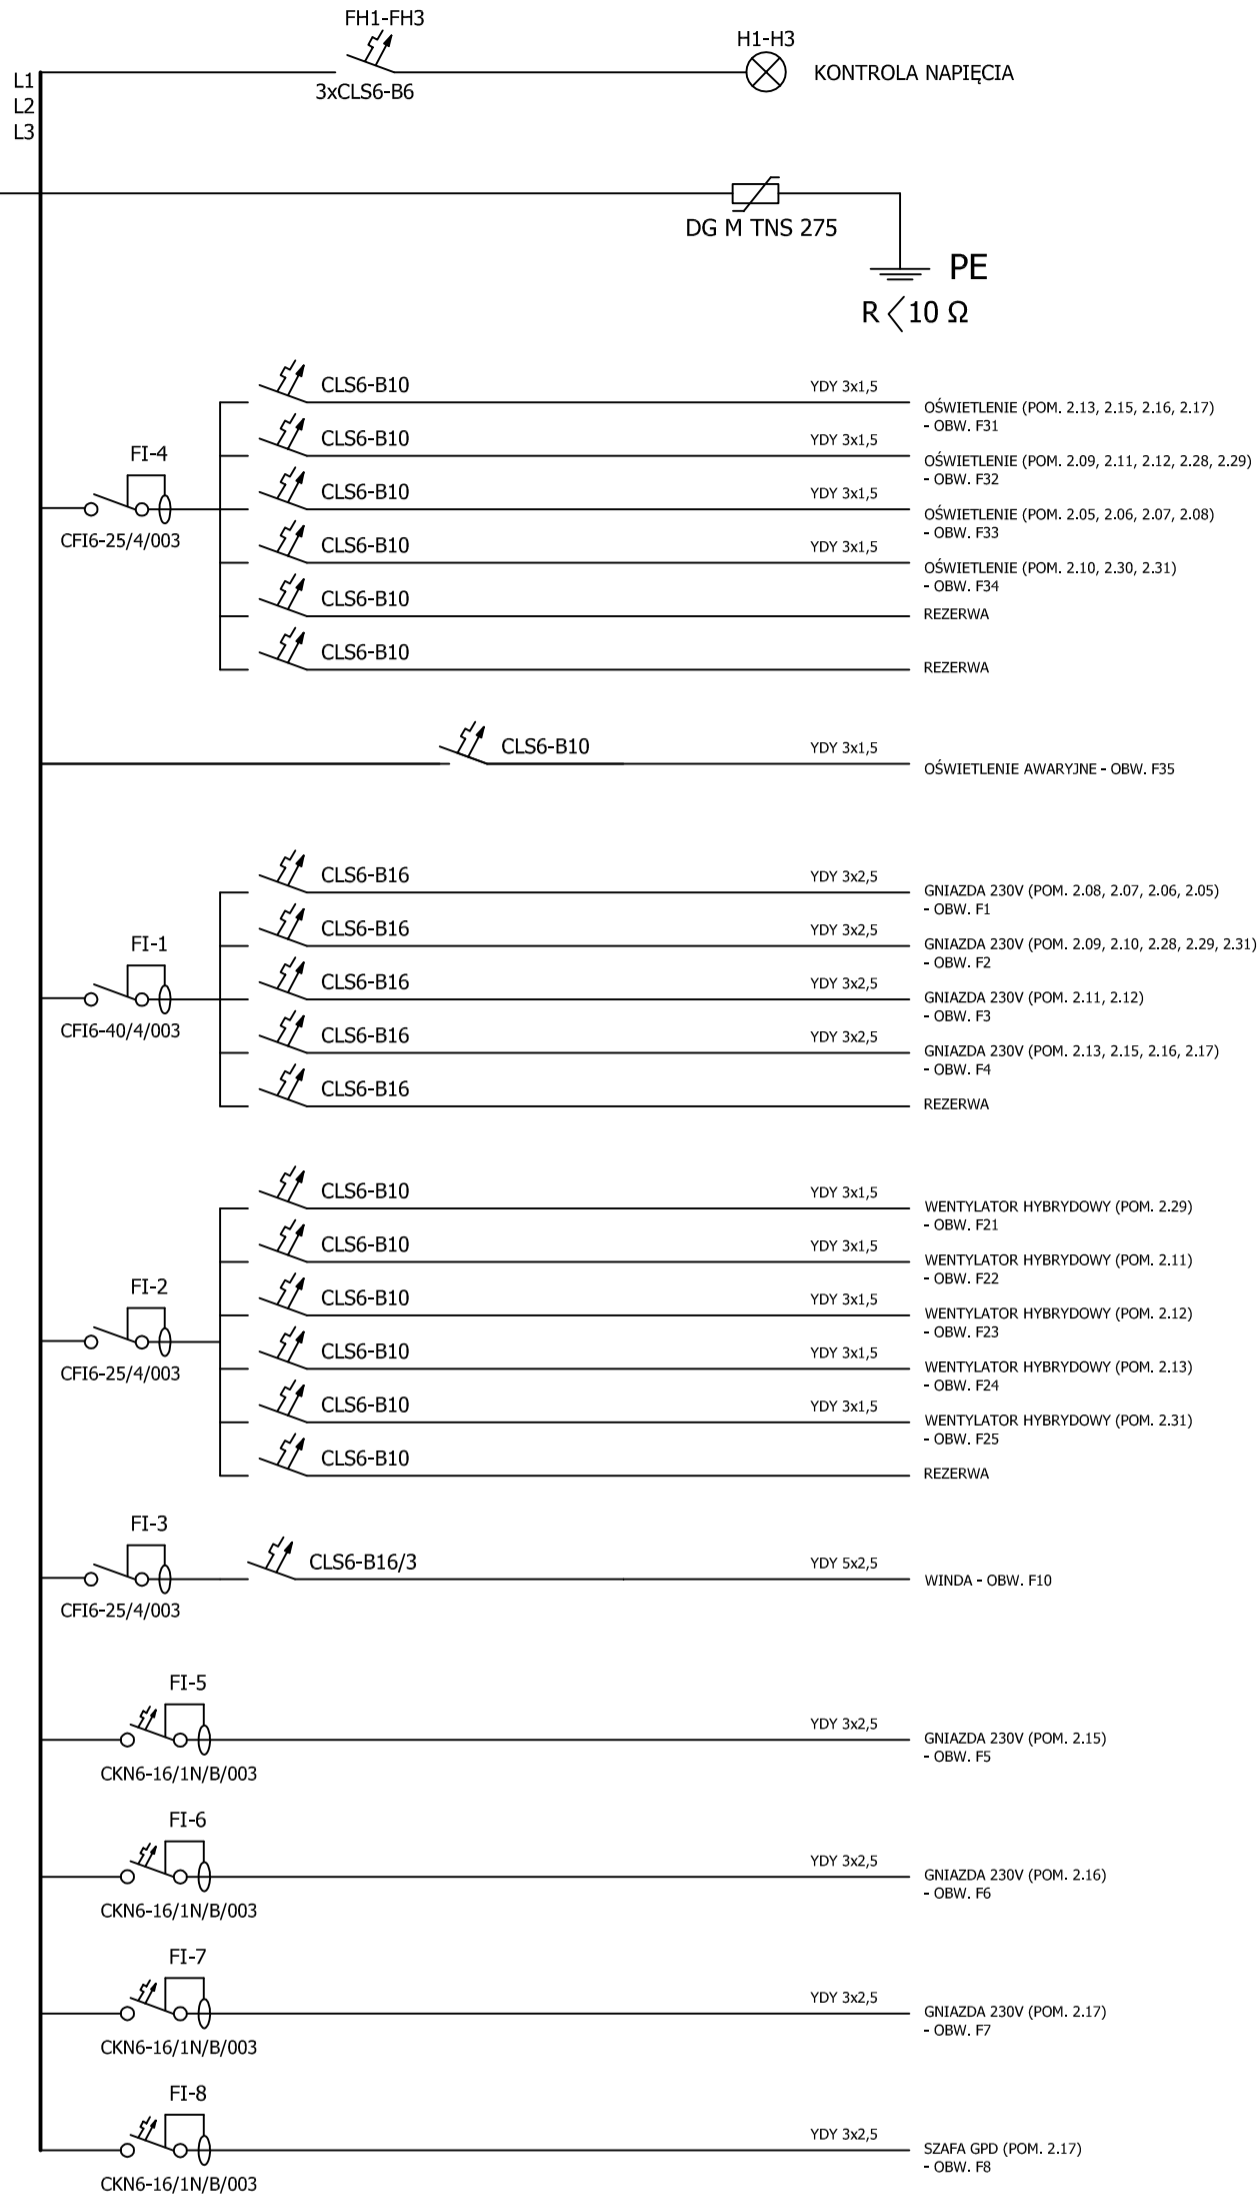 FH1-FH3
H1-H3
L1
L2
L3
KONTROLA NAPIĘCIA
3xCLS6-B6
DG M TNS 275
PE
R < 10 Ω
CLS6-B10
YDY 3x1,5
OŚWIETLENIE (POM. 2.13, 2.15, 2.16, 2.17)
- OBW. F31
CLS6-B10
YDY 3x1,5
OŚWIETLENIE (POM. 2.09, 2.11, 2.12, 2.28, 2.29)
- OBW. F32
FI-4
CFI6-25/4/003
CLS6-B10
YDY 3x1,5
OŚWIETLENIE (POM. 2.05, 2.06, 2.07, 2.08)
- OBW. F33
CLS6-B10
YDY 3x1,5
OŚWIETLENIE (POM. 2.10, 2.30, 2.31)
- OBW. F34
CLS6-B10
REZERWA
CLS6-B10
REZERWA
CLS6-B10
YDY 3x1,5
OŚWIETLENIE AWARYJNE - OBW. F35
CLS6-B16
YDY 3x2,5
GNIAZDA 230V (POM. 2.08, 2.07, 2.06, 2.05)
- OBW. F1
CLS6-B16
YDY 3x2,5
GNIAZDA 230V (POM. 2.09, 2.10, 2.28, 2.29, 2.31)
- OBW. F2
FI-1
CFI6-40/4/003
CLS6-B16
YDY 3x2,5
GNIAZDA 230V (POM. 2.11, 2.12)
- OBW. F3
CLS6-B16
YDY 3x2,5
GNIAZDA 230V (POM. 2.13, 2.15, 2.16, 2.17)
- OBW. F4
CLS6-B16
REZERWA
CLS6-B10
YDY 3x1,5
WENTYLATOR HYBRYDOWY (POM. 2.29)
- OBW. F21
CLS6-B10
YDY 3x1,5
WENTYLATOR HYBRYDOWY (POM. 2.11)
- OBW. F22
FI-2
CFI6-25/4/003
CLS6-B10
YDY 3x1,5
WENTYLATOR HYBRYDOWY (POM. 2.12)
- OBW. F23
CLS6-B10
YDY 3x1,5
WENTYLATOR HYBRYDOWY (POM. 2.13)
- OBW. F24
CLS6-B10
YDY 3x1,5
WENTYLATOR HYBRYDOWY (POM. 2.31)
- OBW. F25
CLS6-B10
REZERWA
FI-3
CFI6-25/4/003
CLS6-B16/3
YDY 5x2,5
WINDA - OBW. F10
FI-5
CKN6-16/1N/B/003
YDY 3x2,5
GNIAZDA 230V (POM. 2.15)
- OBW. F5
FI-6
CKN6-16/1N/B/003
YDY 3x2,5
GNIAZDA 230V (POM. 2.16)
- OBW. F6
FI-7
CKN6-16/1N/B/003
YDY 3x2,5
GNIAZDA 230V (POM. 2.17)
- OBW. F7
FI-8
CKN6-16/1N/B/003
YDY 3x2,5
SZAFA GPD (POM. 2.17)
- OBW. F8